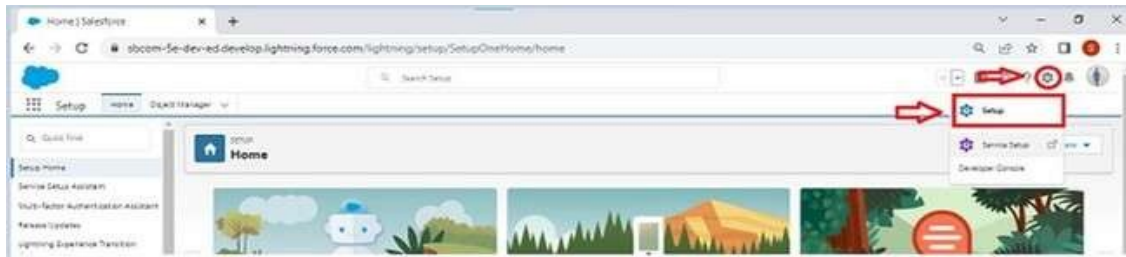 Home | Salesforce
sbcom-5e-dev-ed.develop.lightning.force.com/lightning/setup/SetupOneHome/home
Search Setup
Setup Home Object Manager
Setup
Quick Find
SETUP
Home
Service Setup
Developer Console
Setup Home
Service Setup Assistant
Multi-Factor Authentication Assistant
Release Updates
Lightning Experience Transition